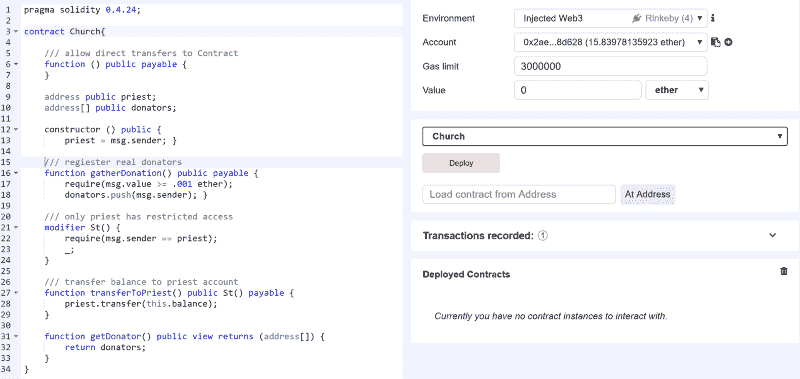 1 pragma solidity 0.4.24;
2
3 contract Church{
4
5 /// allow direct transfers to Contract
6 function () public payable {
7 }
8
9 address public priest;
10 address[] public donators;
11
12 constructor () public {
13 priest = msg.sender; }
14
15 /// regiester real donators
16 function gatherDonation() public payable {
17 require(msg.value >= .001 ether);
18 donators.push(msg.sender); }
19
20 /// only priest has restricted access
21 modifier St() {
22 require(msg.sender == priest);
23 _;
24 }
25
26 /// transfer balance to priest account
27 function transferToPriest() public St() payable {
28 priest.transfer(this.balance);
29 }
30
31 function getDonator() public view returns (address[]) {
32 return donators;
33 }
34 }
Environment Injected Web3 Rinkeby (4) i
Account 0x2ae...8d628 (15.83978135923 ether)
Gas limit 3000000
Value 0 ether
Church
Deploy
Load contract from Address At Address
Transactions recorded: 1
Deployed Contracts
Currently you have no contract instances to interact with.